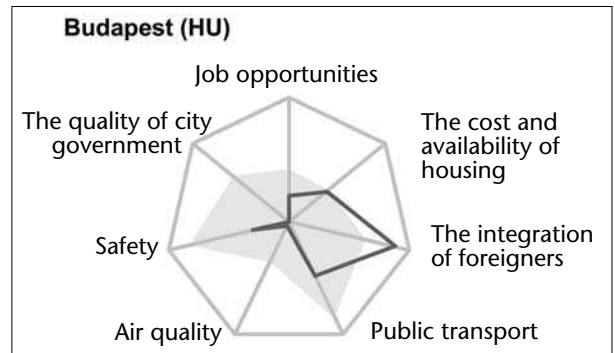 Budapest (HU)
Job opportunities
The quality of city
government
The cost and
availability of
housing
Safety
The integration
of foreigners
Air quality
Public transport